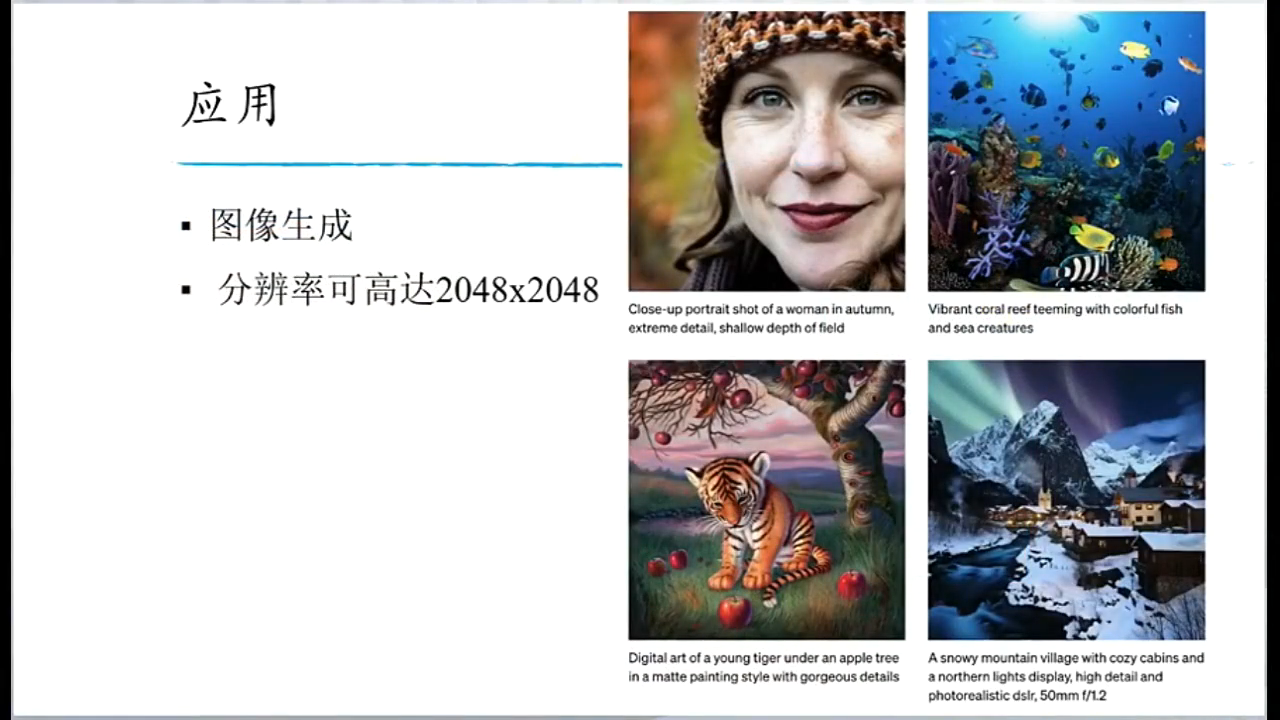 应用
图像生成
分辨率可高达2048x2048
Close-up portrait shot of a woman in autumn,
extreme detail, shallow depth of field
Vibrant coral reef teeming with colorful fish
and sea creatures
Digital art of a young tiger under an apple tree
in a matte painting style with gorgeous details
A snowy mountain village with cozy cabins and
a northern lights display, high detail and
photorealistic dslr, 50mm f/1.2